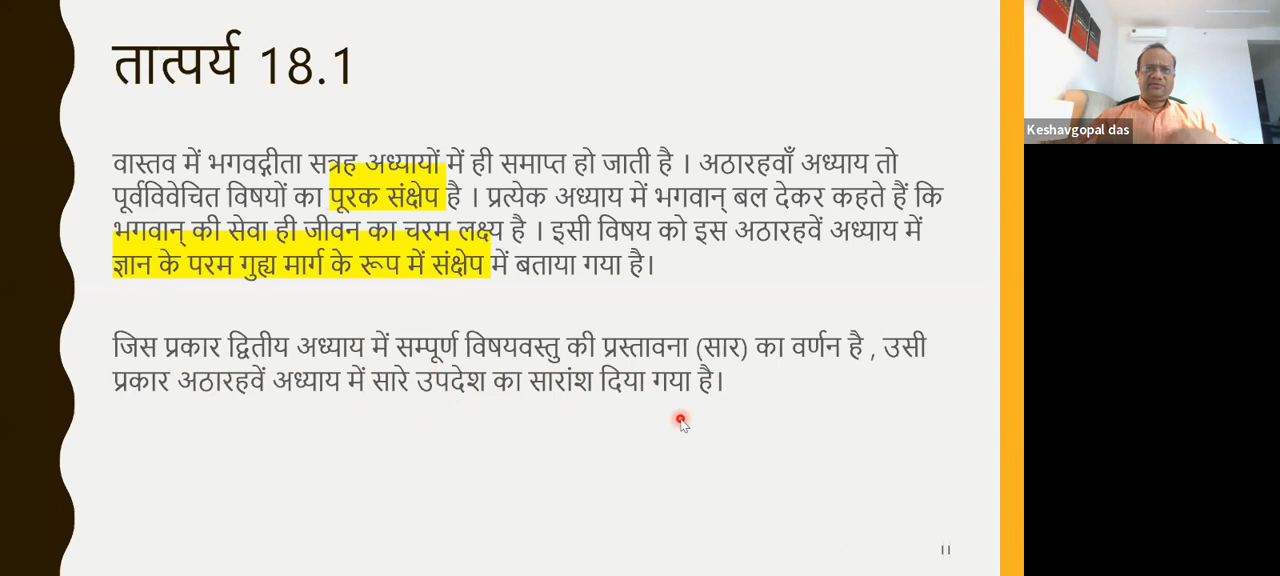 तात्पर्य 18.1
वास्तव में भगवद्गीता सत्रह अध्यायों में ही समाप्त हो जाती है । अठारहवाँ अध्याय तो
पूर्वविवेचित विषयों का पूरक संक्षेप है । प्रत्येक अध्याय में भगवान् बल देकर कहते हैं कि
भगवान् की सेवा ही जीवन का चरम लक्ष्य है । इसी विषय को इस अठारहवें अध्याय में
ज्ञान के परम गुह्य मार्ग के रूप में संक्षेप में बताया गया है।
जिस प्रकार द्वितीय अध्याय में सम्पूर्ण विषयवस्तु की प्रस्तावना (सार) का वर्णन है , उसी
प्रकार अठारहवें अध्याय में सारे उपदेश का सारांश दिया गया है।
11
Keshavgopal das